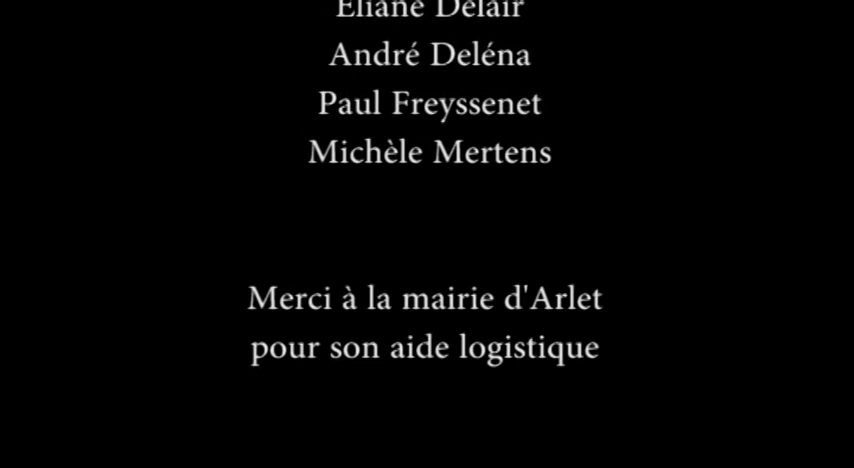 Eliane Delair
André Deléna
Paul Freyssenet
Michèle Mertens
Merci à la mairie d'Arlet
pour son aide logistique